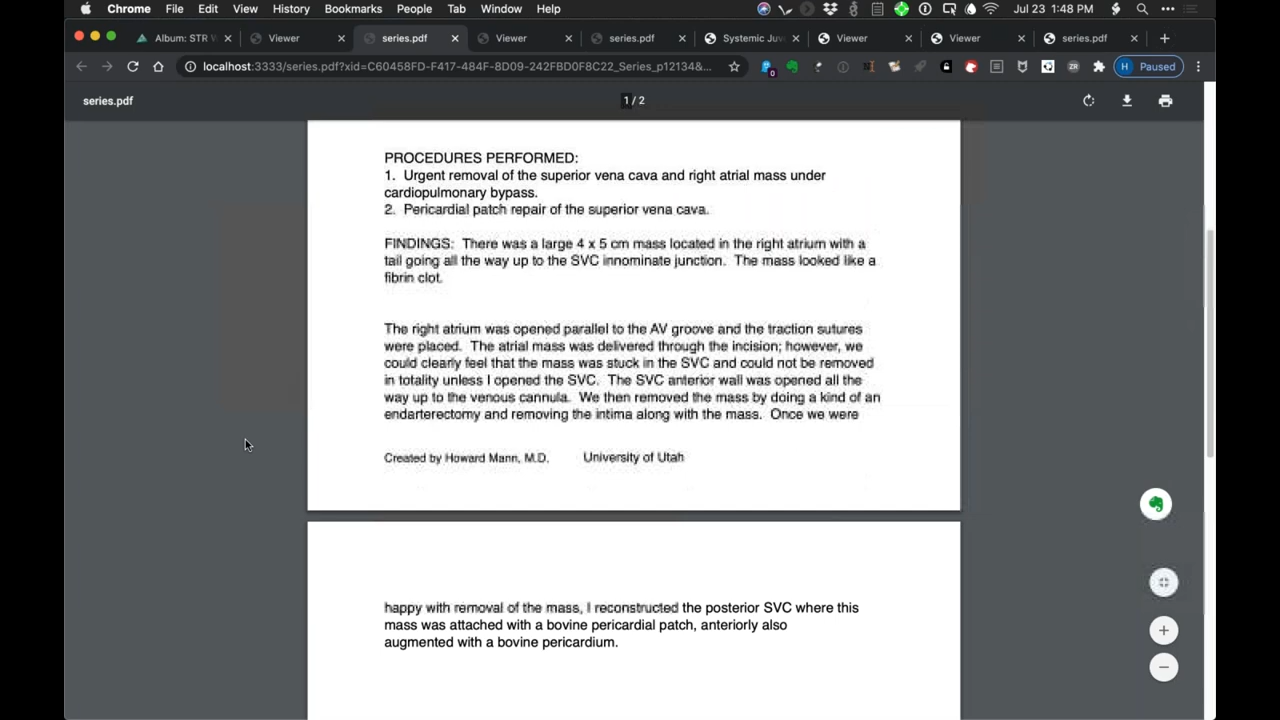 Chrome File Edit View History Bookmarks People Tab Window Help Jul 23 1:48 PM
Album: STR Viewer series.pdf Viewer series.pdf Systemic Juv Viewer Viewer series.pdf
localhost:3333/series.pdf?xid=C60458FD-F417-484F-8D09-242FBD0F8C22_Series_p12134&... 0 ZR H Paused
series.pdf 1 / 2
PROCEDURES PERFORMED:
1. Urgent removal of the superior vena cava and right atrial mass under
cardiopulmonary bypass.
2. Pericardial patch repair of the superior vena cava.
FINDINGS: There was a large 4 x 5 cm mass located in the right atrium with a
tail going all the way up to the SVC innominate junction. The mass looked like a
fibrin clot.
The right atrium was opened parallel to the AV groove and the traction sutures
were placed. The atrial mass was delivered through the incision; however, we
could clearly feel that the mass was stuck in the SVC and could not be removed
in totality unless I opened the SVC. The SVC anterior wall was opened all the
way up to the venous cannula. We then removed the mass by doing a kind of an
endarterectomy and removing the intima along with the mass. Once we were
Created by Howard Mann, M.D. University of Utah
happy with removal of the mass, I reconstructed the posterior SVC where this
mass was attached with a bovine pericardial patch, anteriorly also
augmented with a bovine pericardium.